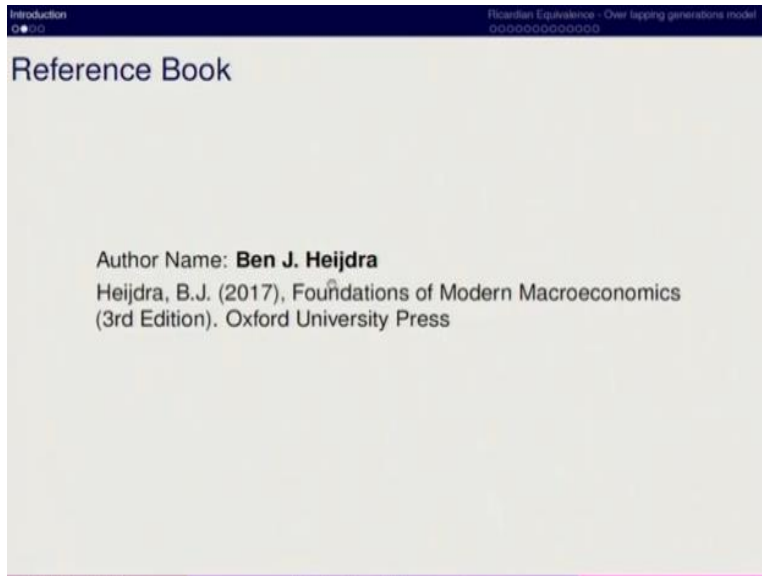 Introduction
Ricardian Equivalence - Over lapping generations model
Reference Book
Author Name: Ben J. Heijdra
Heijdra, B.J. (2017), Foundations of Modern Macroeconomics
(3rd Edition). Oxford University Press